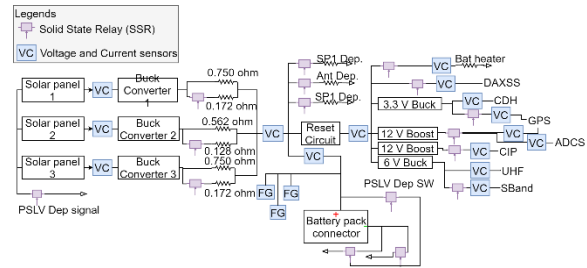 Legends
Solid State Relay (SSR)
VC Voltage and Current sensors
Solar panel 1
VC
Buck Converter 1
0.750 ohm
0.172 ohm
Solar panel 2
VC
Buck Converter 2
0.562 ohm
0.128 ohm
Solar panel 3
VC
Buck Converter 3
0.750 ohm
0.172 ohm
PSLV Dep signal
VC
SP1 Dep.
Ant Dep.
SP1 Dep.
Reset Circuit
VC
VC
FG
FG
FG
Battery pack connector
+
-
PSLV Dep SW
VC
Bat heater
VC
DAXSS
3.3 V Buck
VC
CDH
VC
GPS
12 V Boost
VC
VC
ADCS
12 V Boost
VC
CIP
6 V Buck
VC
UHF
VC
SBand